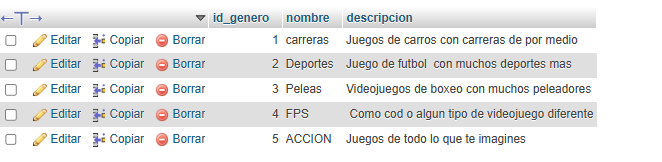 id_genero nombre descripcion
Editar Copiar Borrar 1 carreras Juegos de carros con carreras de por medio
Editar Copiar Borrar 2 Deportes Juego de futbol con muchos deportes mas
Editar Copiar Borrar 3 Peleas Videojuegos de boxeo con muchos peleadores
Editar Copiar Borrar 4 FPS Como cod o algun tipo de videojuego diferente
Editar Copiar Borrar 5 ACCION Juegos de todo lo que te imagines